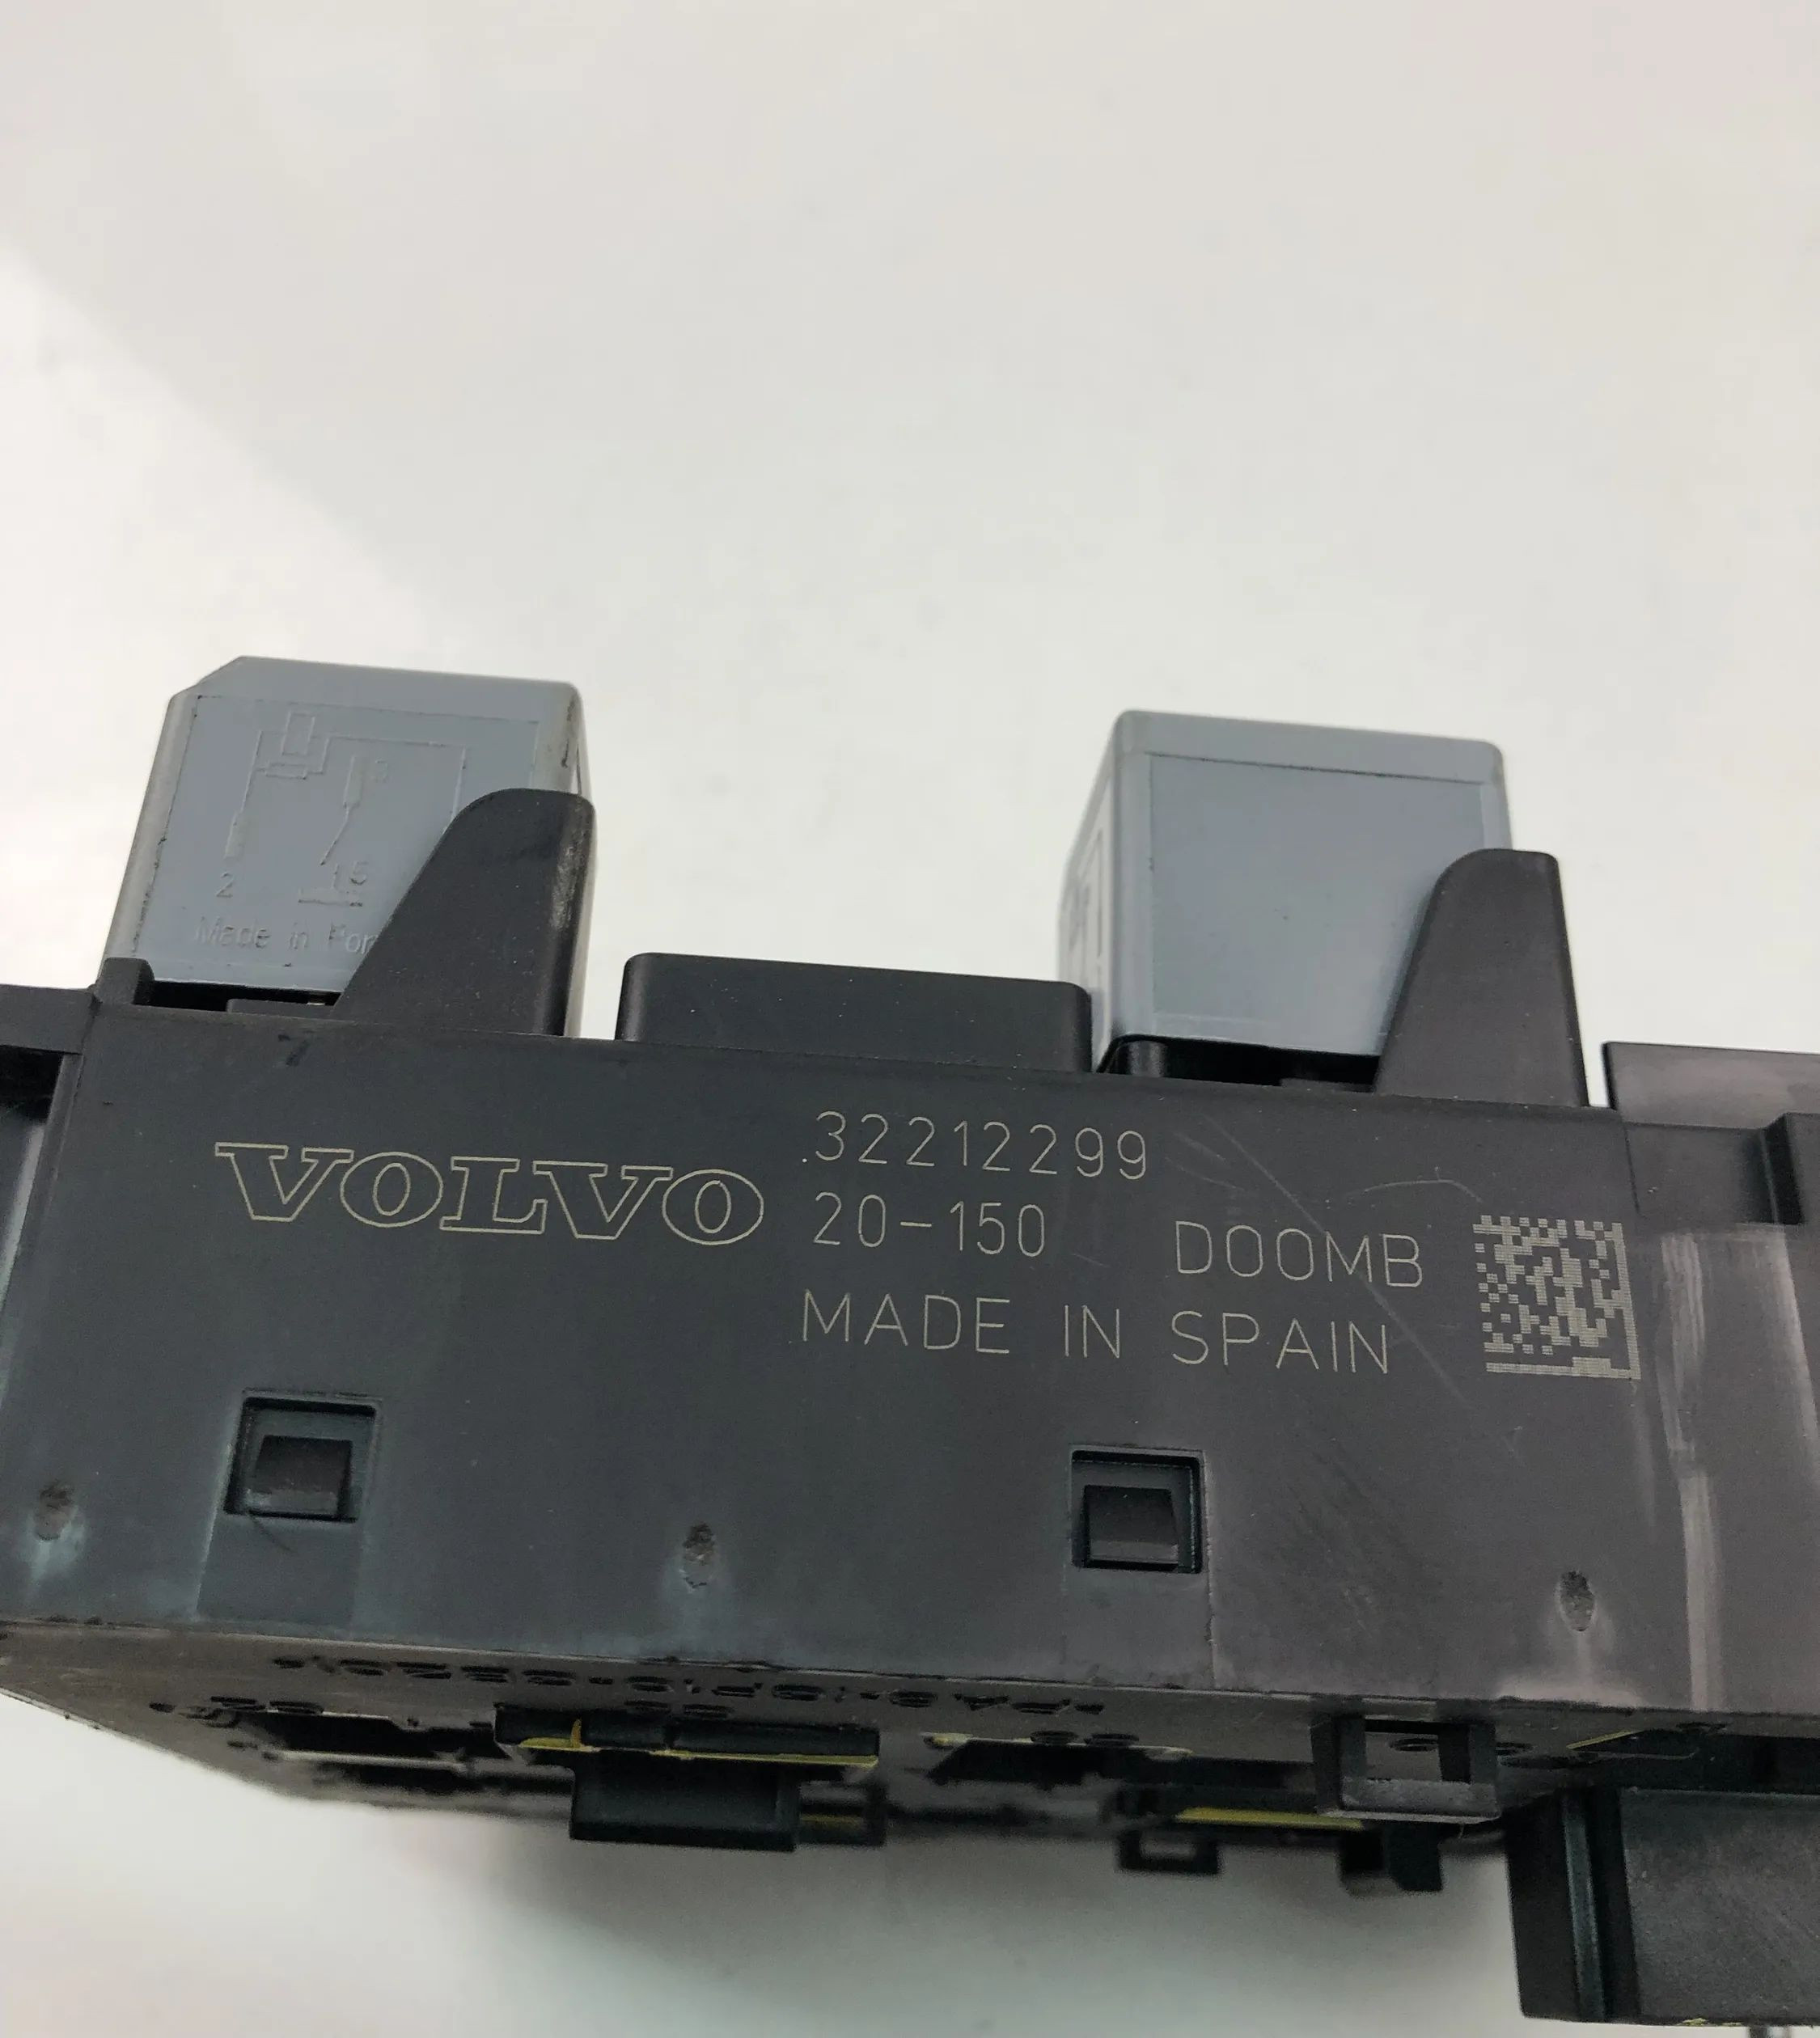 2
15
Made in Por
VOLVO
32212299
20-150 D00MB
MADE IN SPAIN